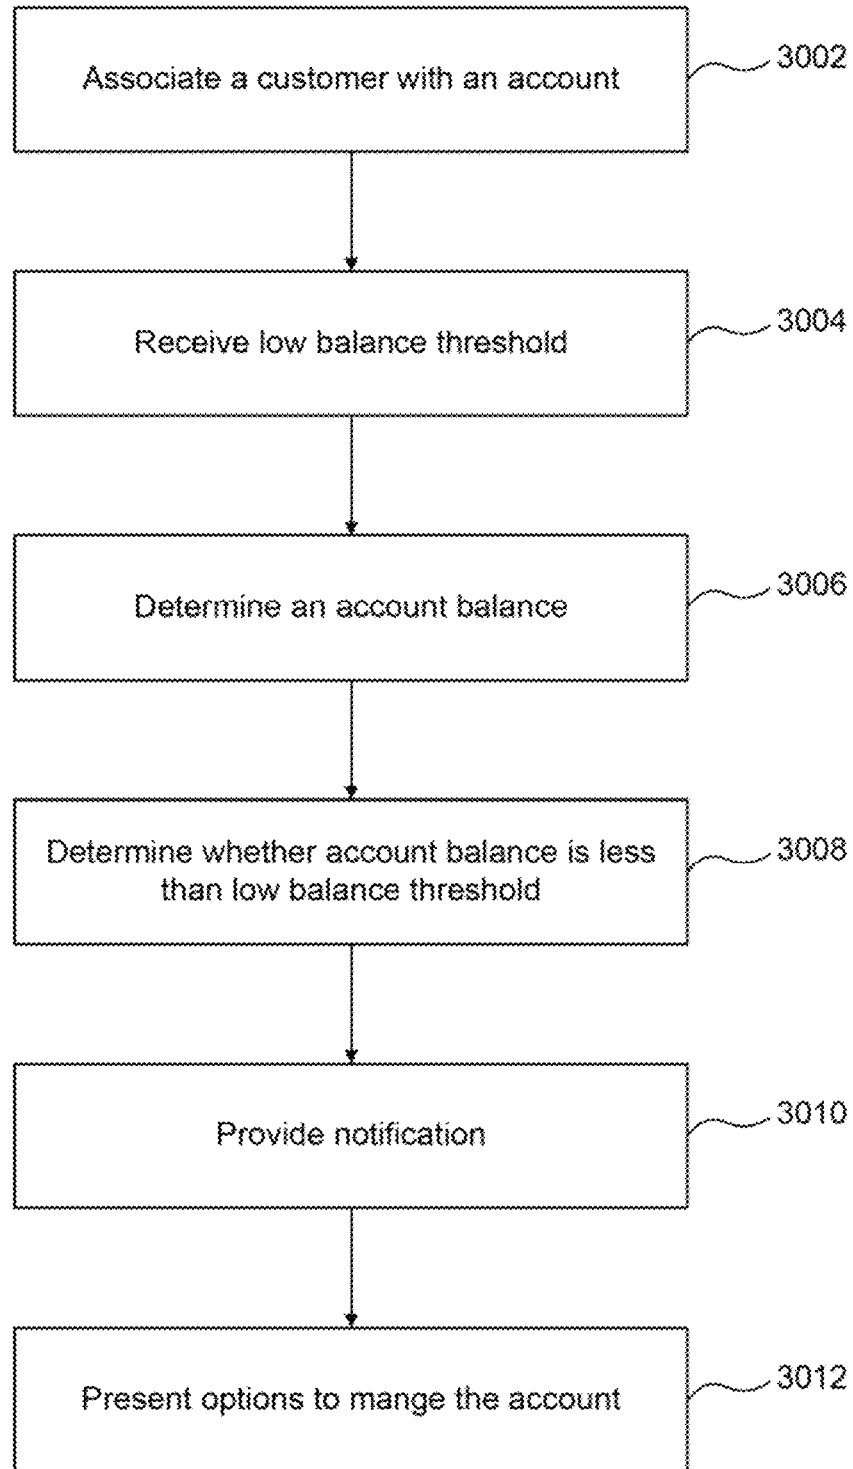 Associate a customer with an account
3002
Receive low balance threshold
3004
Determine an account balance
3006
Determine whether account balance is less
than low balance threshold
3008
Provide notification
3010
Present options to mange the account
3012